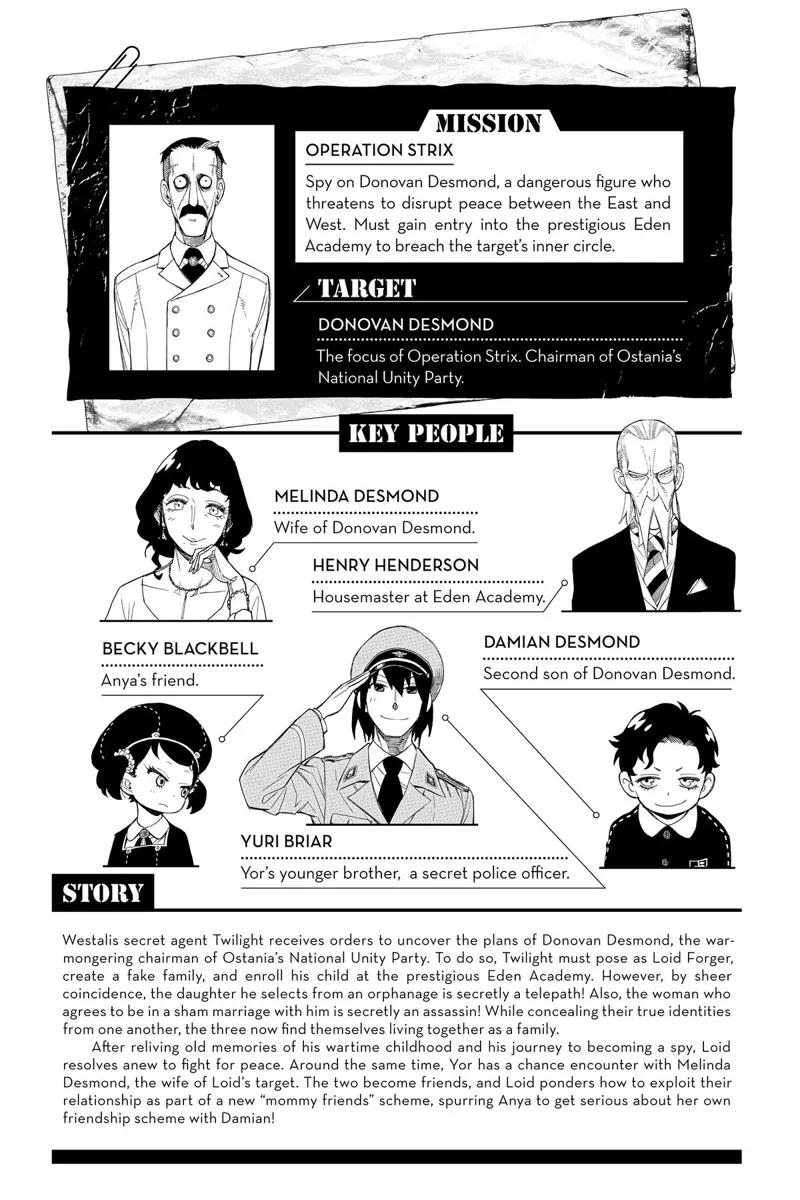 MISSION
OPERATION STRIX
Spy on Donovan Desmond, a dangerous figure who
threatens to disrupt peace between the East and
West. Must gain entry into the prestigious Eden
Academy to breach the target's inner circle.
TARGET
DONOVAN DESMOND
The focus of Operation Strix. Chairman of Ostania's
National Unity Party.
KEY PEOPLE
MELINDA DESMOND
Wife of Donovan Desmond.
HENRY HENDERSON
Housemaster at Eden Academy.
BECKY BLACKBELL
Anya's friend.
DAMIAN DESMOND
Second son of Donovan Desmond.
YURI BRIAR
Yor's younger brother, a secret police officer.
STORY
Westalis secret agent Twilight receives orders to uncover the plans of Donovan Desmond, the war-
mongering chairman of Ostania's National Unity Party. To do so, Twilight must pose as Loid Forger,
create a fake family, and enroll his child at the prestigious Eden Academy. However, by sheer
coincidence, the daughter he selects from an orphanage is secretly a telepath! Also, the woman who
agrees to be in a sham marriage with him is secretly an assassin! While concealing their true identities
from one another, the three now find themselves living together as a family.
After reliving old memories of his wartime childhood and his journey to becoming a spy, Loid
resolves anew to fight for peace. Around the same time, Yor has a chance encounter with Melinda
Desmond, the wife of Loid's target. The two become friends, and Loid ponders how to exploit their
relationship as part of a new "mommy friends" scheme, spurring Anya to get serious about her own
friendship scheme with Damian!